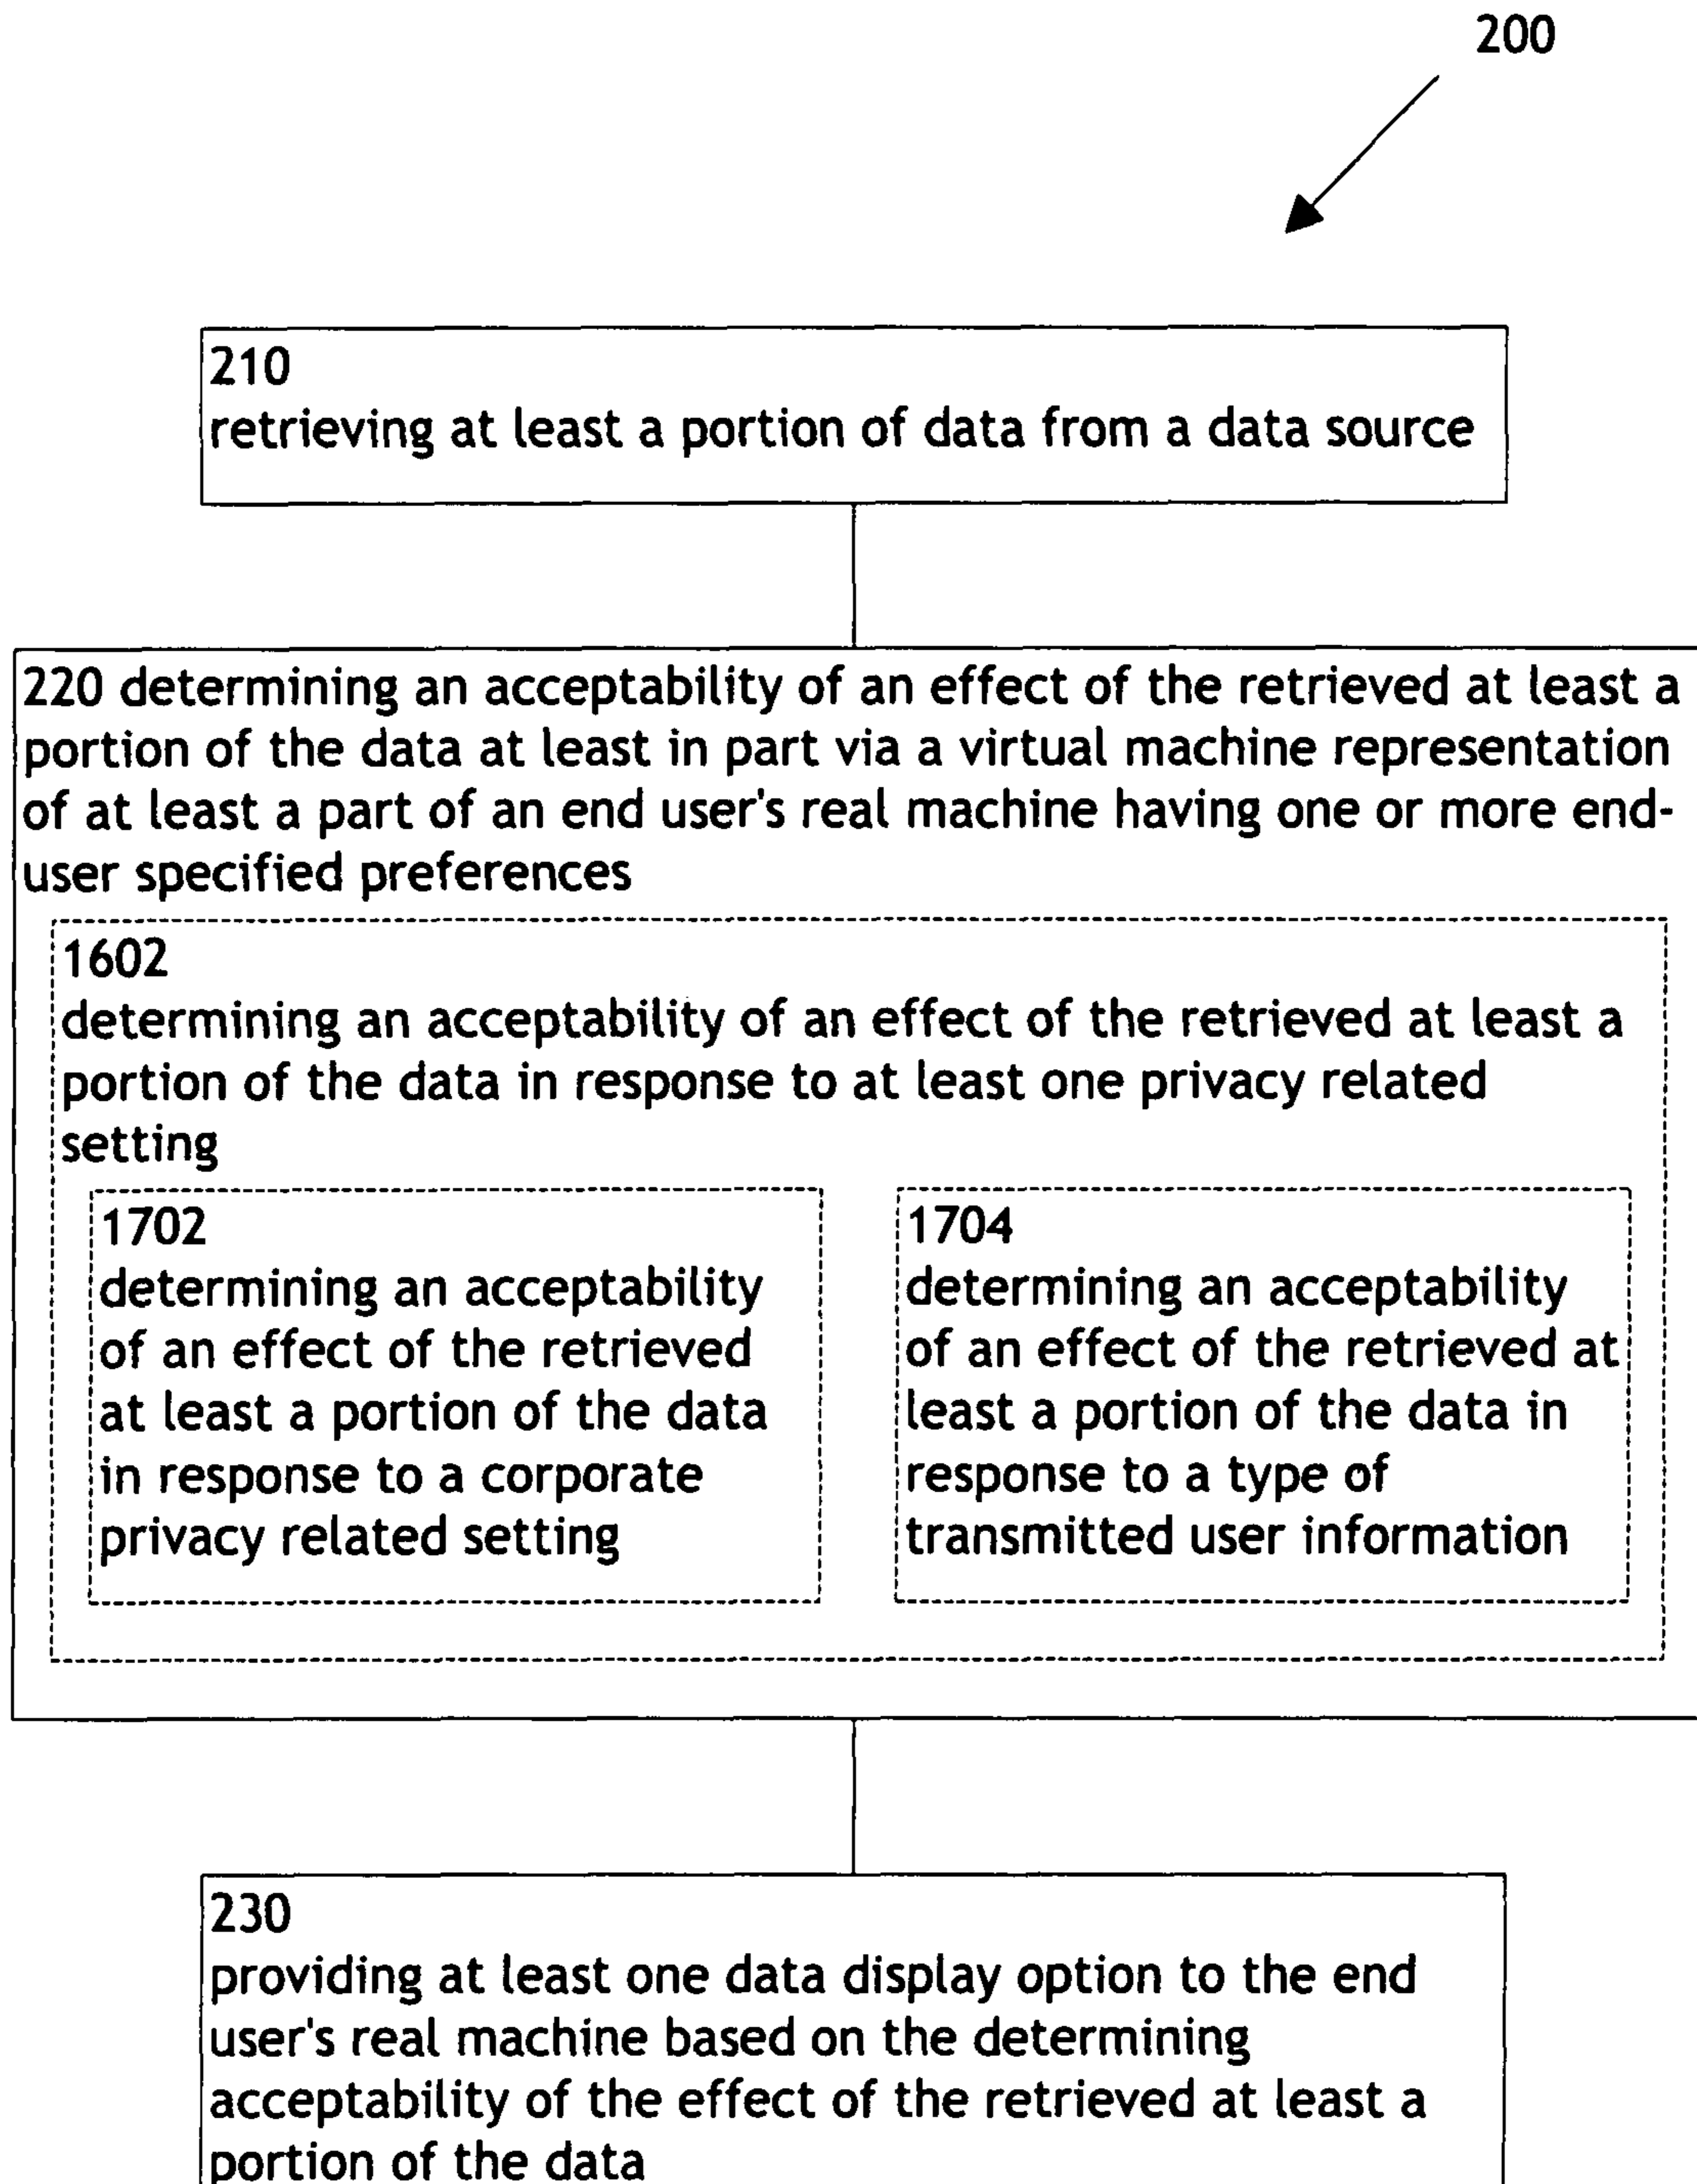 200
210
retrieving at least a portion of data from a data source
220 determining an acceptability of an effect of the retrieved at least a
portion of the data at least in part via a virtual machine representation
of at least a part of an end user's real machine having one or more end-
user specified preferences
1602
determining an acceptability of an effect of the retrieved at least a
portion of the data in response to at least one privacy related
setting
1702
determining an acceptability
of an effect of the retrieved
at least a portion of the data
in response to a corporate
privacy related setting
1704
determining an acceptability
of an effect of the retrieved at
least a portion of the data in
response to a type of
transmitted user information
230
providing at least one data display option to the end
user's real machine based on the determining
acceptability of the effect of the retrieved at least a
portion of the data